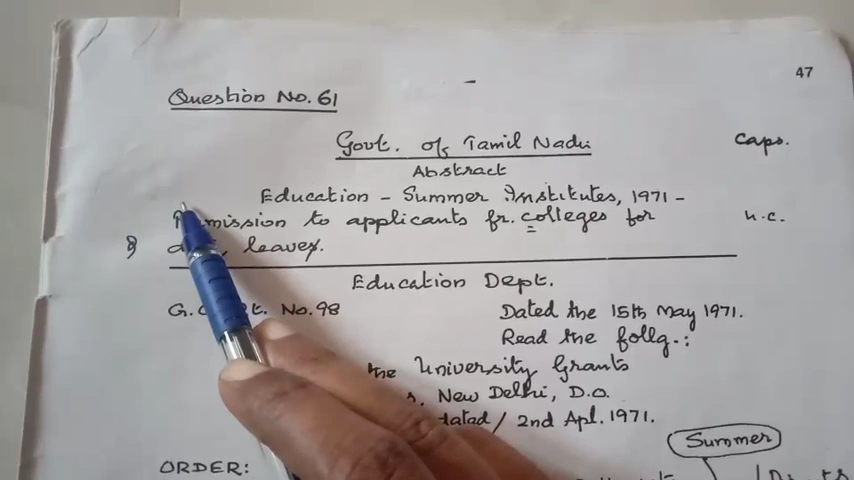 47
Question No. 61
Govt. of Tamil Nadu caps.
Abstract
Education - Summer Institutes, 1971 -
mission to applicants fr. colleges for u.c.
leaves.
Education Dept.
No. 98 Dated the 15th May 1971.
Read the follg.:
the University Grants
New Delhi, D.O.
dated / 2nd Apl. 1971.
Summer
ORDER: